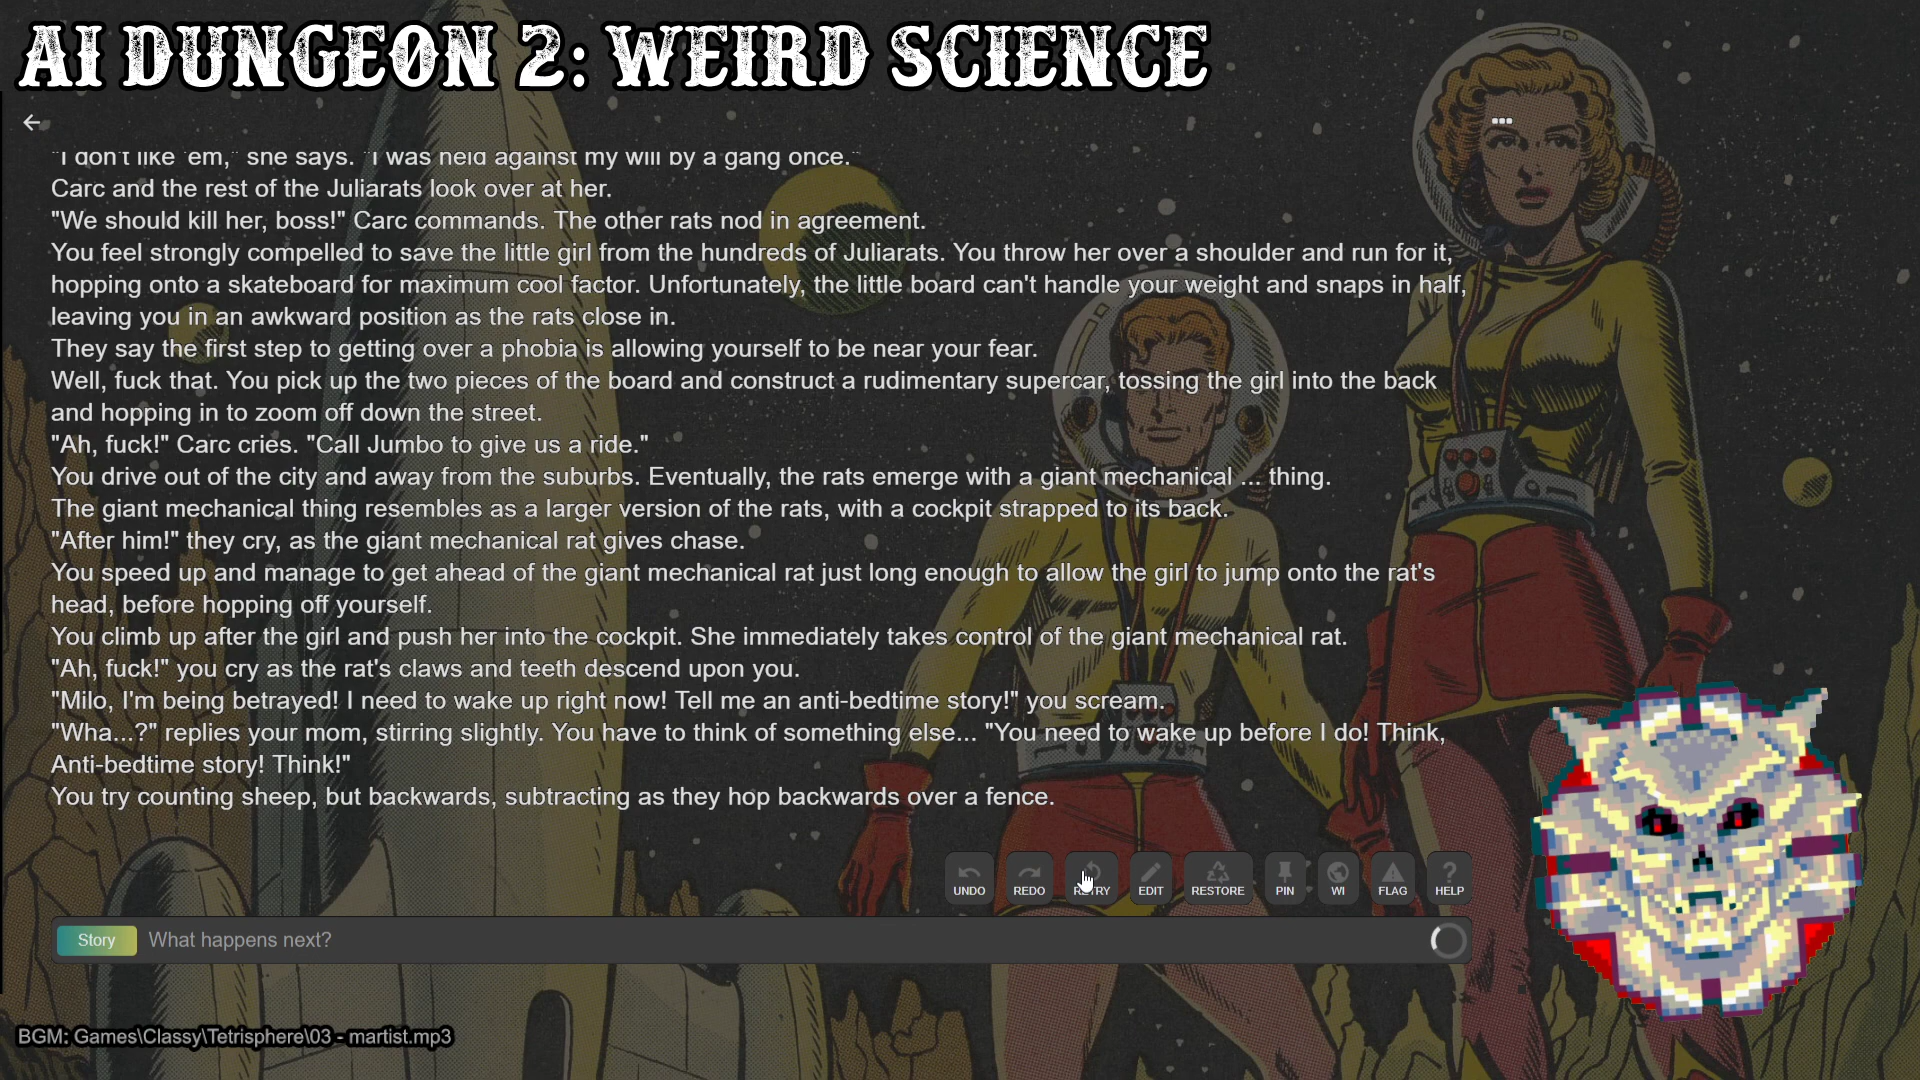 AI DUNGEON 2: WEIRD SCIENCE
"I don't like 'em," she says. "I was held against my will by a gang once."
Carc and the rest of the Juliarats look over at her.
"We should kill her, boss!" Carc commands. The other rats nod in agreement.
You feel strongly compelled to save the little girl from the hundreds of Juliarats. You throw her over a shoulder and run for it,
hopping onto a skateboard for maximum cool factor. Unfortunately, the little board can't handle your weight and snaps in half,
leaving you in an awkward position as the rats close in.
They say the first step to getting over a phobia is allowing yourself to be near your fear.
Well, fuck that. You pick up the two pieces of the board and construct a rudimentary supercar, tossing the girl into the back
and hopping in to zoom off down the street.
"Ah, fuck!" Carc cries. "Call Jumbo to give us a ride."
You drive out of the city and away from the suburbs. Eventually, the rats emerge with a giant mechanical ... thing.
The giant mechanical thing resembles as a larger version of the rats, with a cockpit strapped to its back.
"After him!" they cry, as the giant mechanical rat gives chase.
You speed up and manage to get ahead of the giant mechanical rat just long enough to allow the girl to jump onto the rat's
head, before hopping off yourself.
You climb up after the girl and push her into the cockpit. She immediately takes control of the giant mechanical rat.
"Ah, fuck!" you cry as the rat's claws and teeth descend upon you.
"Milo, I'm being betrayed! I need to wake up right now! Tell me an anti-bedtime story!" you scream.
"Wha...?" replies your mom, stirring slightly. You have to think of something else... "You need to wake up before I do! Think,
Anti-bedtime story! Think!"
You try counting sheep, but backwards, subtracting as they hop backwards over a fence.
UNDO REDO RETRY EDIT RESTORE PIN WI FLAG HELP
Story What happens next?
BGM: Games\Classy\Tetrisphere\03 - martist.mp3